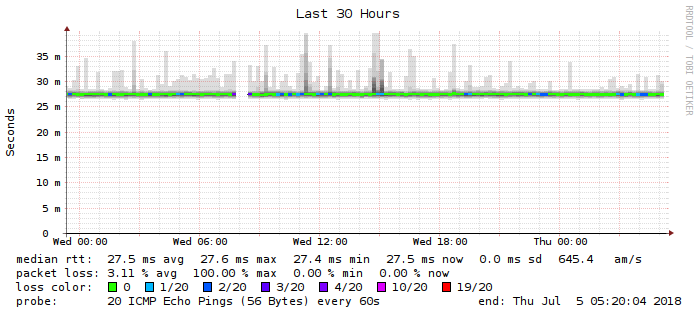 Last 30 Hours
RRDTOOL / TOBI OETIKER
Seconds
35 m
30 m
25 m
20 m
15 m
10 m
5 m
0
Wed 00:00 Wed 06:00 Wed 12:00 Wed 18:00 Thu 00:00
median rtt: 27.5 ms avg 27.6 ms max 27.4 ms min 27.5 ms now 0.0 ms sd 645.4 am/s
packet loss: 3.11 % avg 100.00 % max 0.00 % min 0.00 % now
loss color: 0 1/20 2/20 3/20 4/20 10/20 19/20
probe: 20 ICMP Echo Pings (56 Bytes) every 60s end: Thu Jul 5 05:20:04 2018